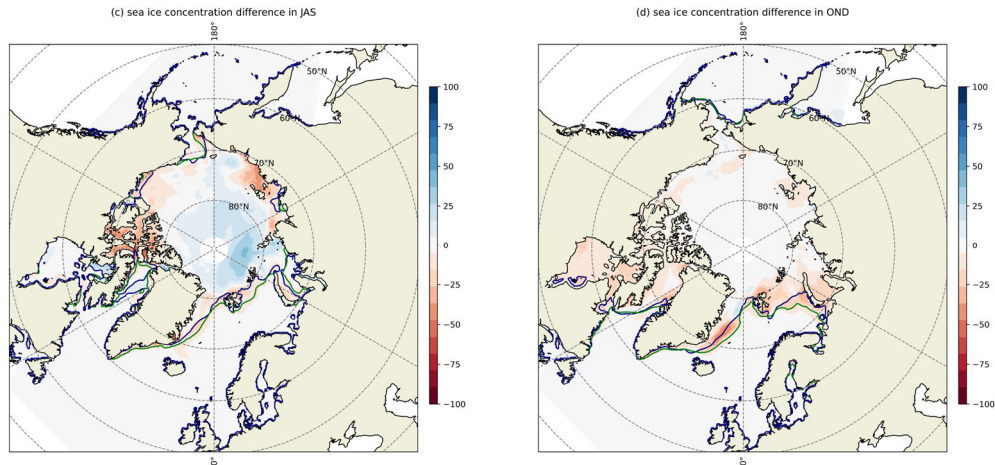 (c) sea ice concentration difference in JAS
(d) sea ice concentration difference in OND
180°
50°N
60°N
70°N
80°N
0°
100
75
50
25
0
−25
−50
−75
−100
180°
50°N
60°N
70°N
80°N
0°
100
75
50
25
0
−25
−50
−75
−100